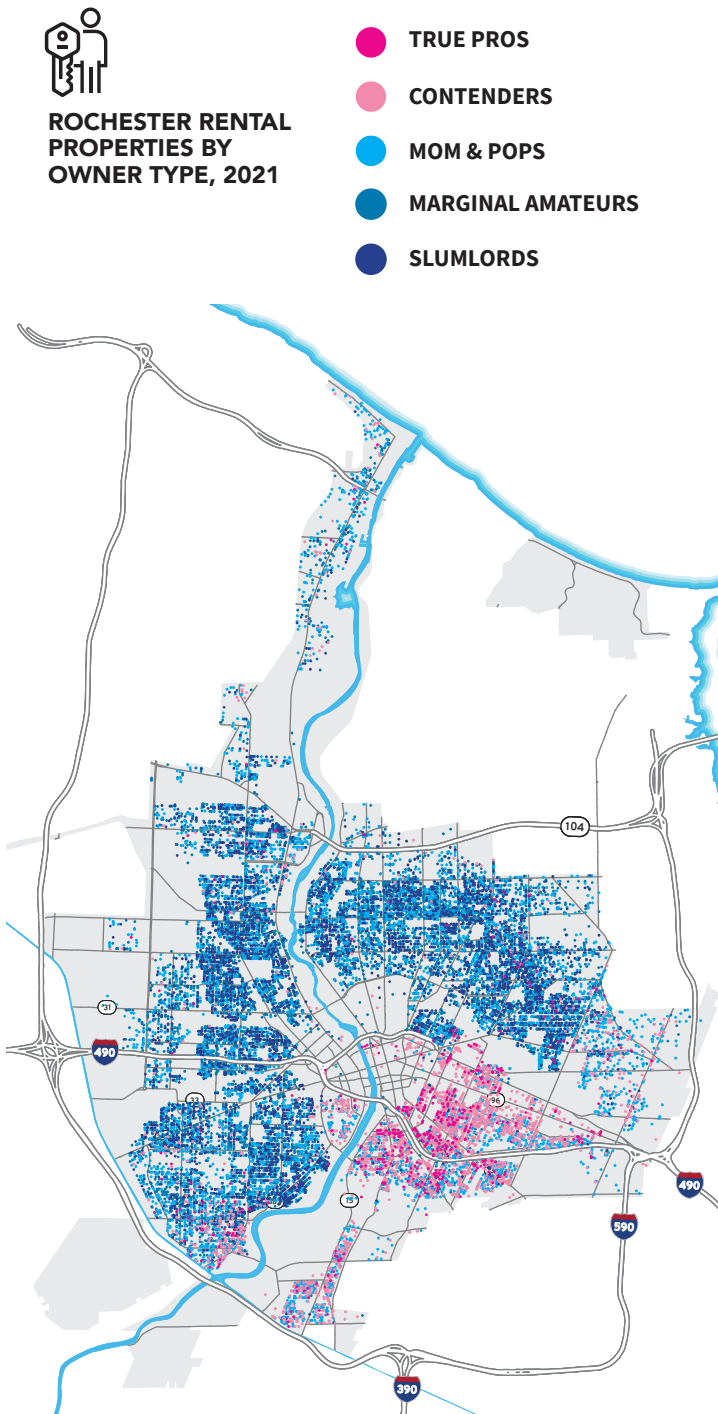 ROCHESTER RENTAL
PROPERTIES BY
OWNER TYPE, 2021
TRUE PROS
CONTENDERS
MOM & POPS
MARGINAL AMATEURS
SLUMLORDS
104
31
490
33
96
15
490
590
390